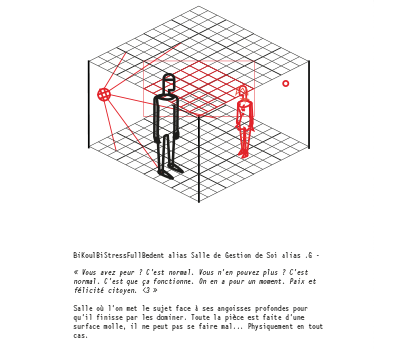 BiKoulBiStressFullBedent alias Salle de Gestion de Soi alias .G -
« Vous avez peur ? C'est normal. Vous n'en pouvez plus ? C'est
normal. C'est que ça fonctionne. On en a pour un moment. Paix et
félicité citoyen. <3 »
Salle où l'on met le sujet face à ses angoisses profondes pour
qu'il finisse par les dominer. Toute la pièce est faite d'une
surface molle, il ne peut pas se faire mal... Physiquement en tout
cas.